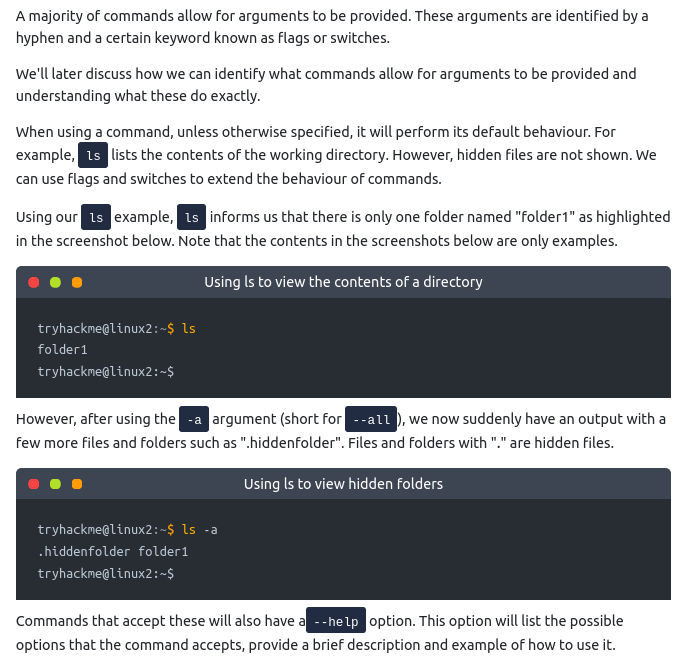 A majority of commands allow for arguments to be provided. These arguments are identified by a
hyphen and a certain keyword known as flags or switches.
We'll later discuss how we can identify what commands allow for arguments to be provided and
understanding what these do exactly.
When using a command, unless otherwise specified, it will perform its default behaviour. For
example, ls lists the contents of the working directory. However, hidden files are not shown. We
can use flags and switches to extend the behaviour of commands.
Using our ls example, ls informs us that there is only one folder named "folder1" as highlighted
in the screenshot below. Note that the contents in the screenshots below are only examples.
Using ls to view the contents of a directory
tryhackme@linux2:~$ ls
folder1
tryhackme@linux2:~$
However, after using the -a argument (short for --all), we now suddenly have an output with a
few more files and folders such as ".hiddenfolder". Files and folders with "." are hidden files.
Using ls to view hidden folders
tryhackme@linux2:~$ ls -a
.hiddenfolder folder1
tryhackme@linux2:~$
Commands that accept these will also have a --help option. This option will list the possible
options that the command accepts, provide a brief description and example of how to use it.